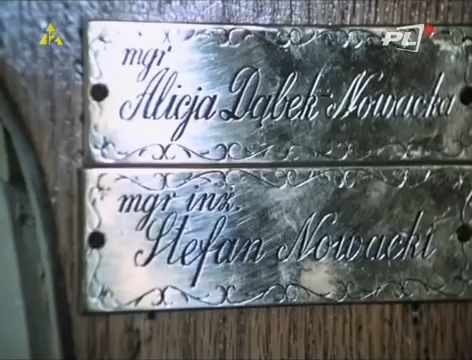 PL
mgr
Alicja Dąbek-Nowacka
mgr inż.
Stefan Nowacki